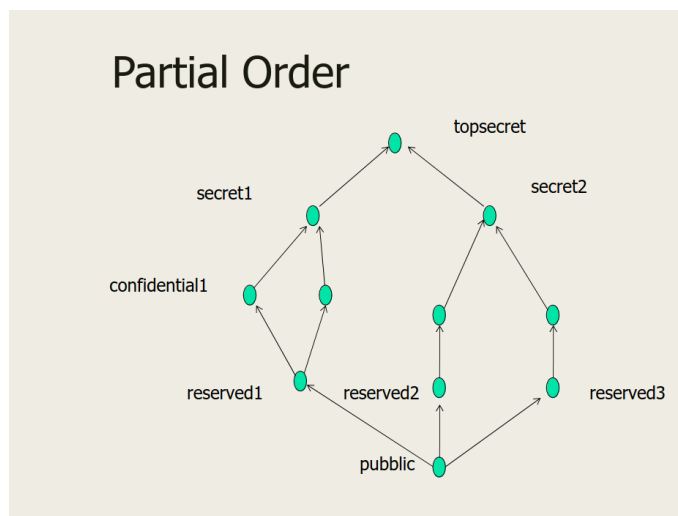 Partial Order
topsecret
secret1
secret2
confidential1
reserved1
reserved2
reserved3
pubblic